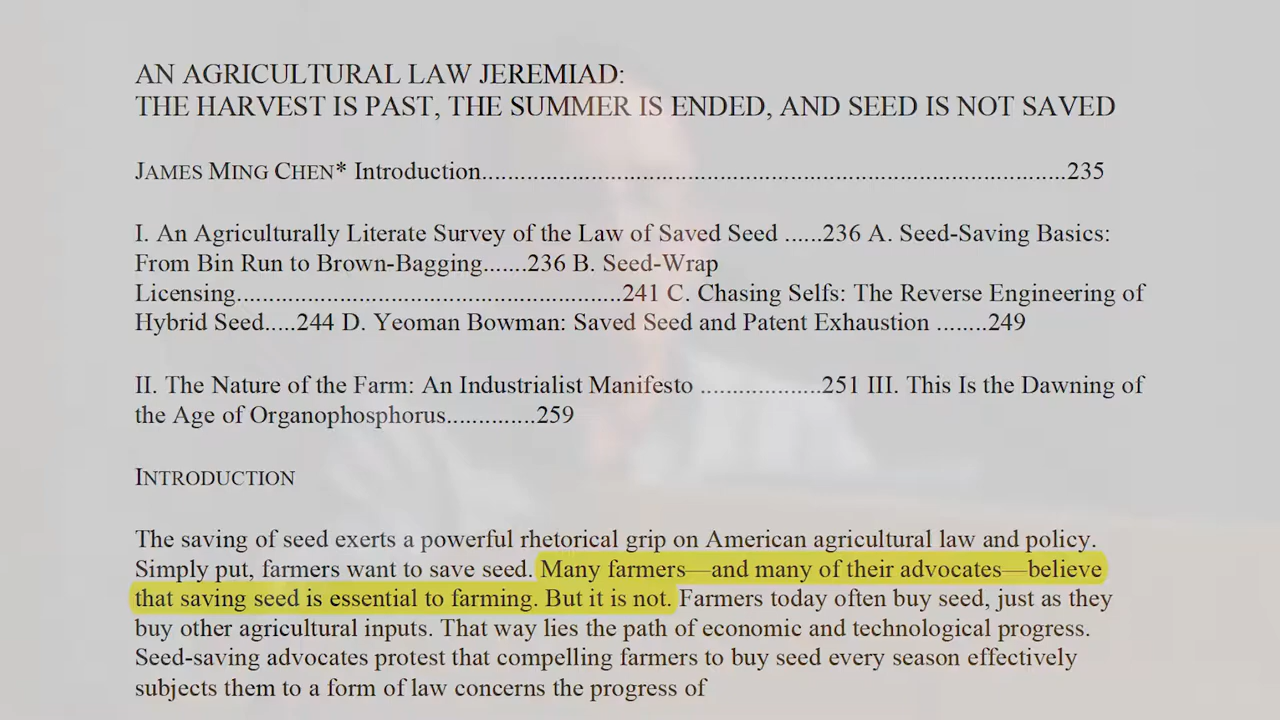 AN AGRICULTURAL LAW JEREMIAD:
THE HARVEST IS PAST, THE SUMMER IS ENDED, AND SEED IS NOT SAVED
JAMES MING CHEN* Introduction.....................................................................................235
I. An Agriculturally Literate Survey of the Law of Saved Seed ......236 A. Seed-Saving Basics:
From Bin Run to Brown-Bagging.......236 B. Seed-Wrap
Licensing.........................................................241 C. Chasing Selfs: The Reverse Engineering of
Hybrid Seed.....244 D. Yeoman Bowman: Saved Seed and Patent Exhaustion ........249
II. The Nature of the Farm: An Industrialist Manifesto ..................251 III. This Is the Dawning of
the Age of Organophosphorus.............259
INTRODUCTION
The saving of seed exerts a powerful rhetorical grip on American agricultural law and policy.
Simply put, farmers want to save seed. Many farmers—and many of their advocates—believe
that saving seed is essential to farming. But it is not. Farmers today often buy seed, just as they
buy other agricultural inputs. That way lies the path of economic and technological progress.
Seed-saving advocates protest that compelling farmers to buy seed every season effectively
subjects them to a form of law concerns the progress of